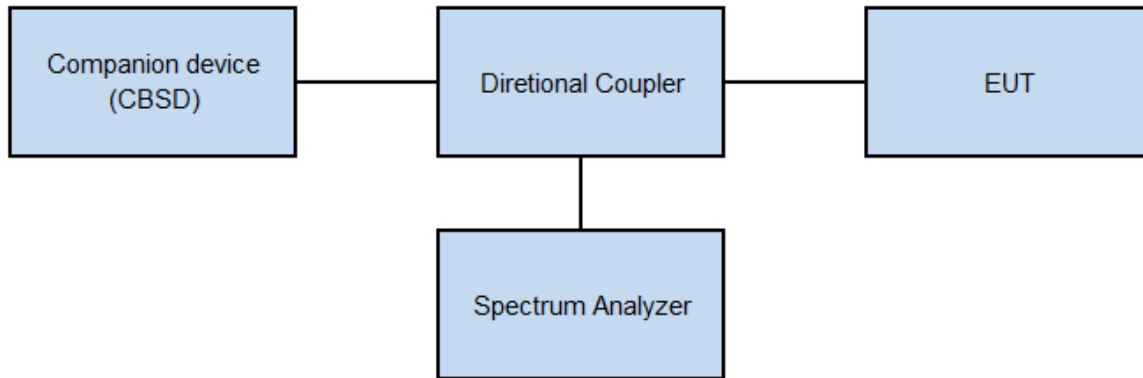 Companion device
(CBSD)
Diretional Coupler
EUT
Spectrum Analyzer